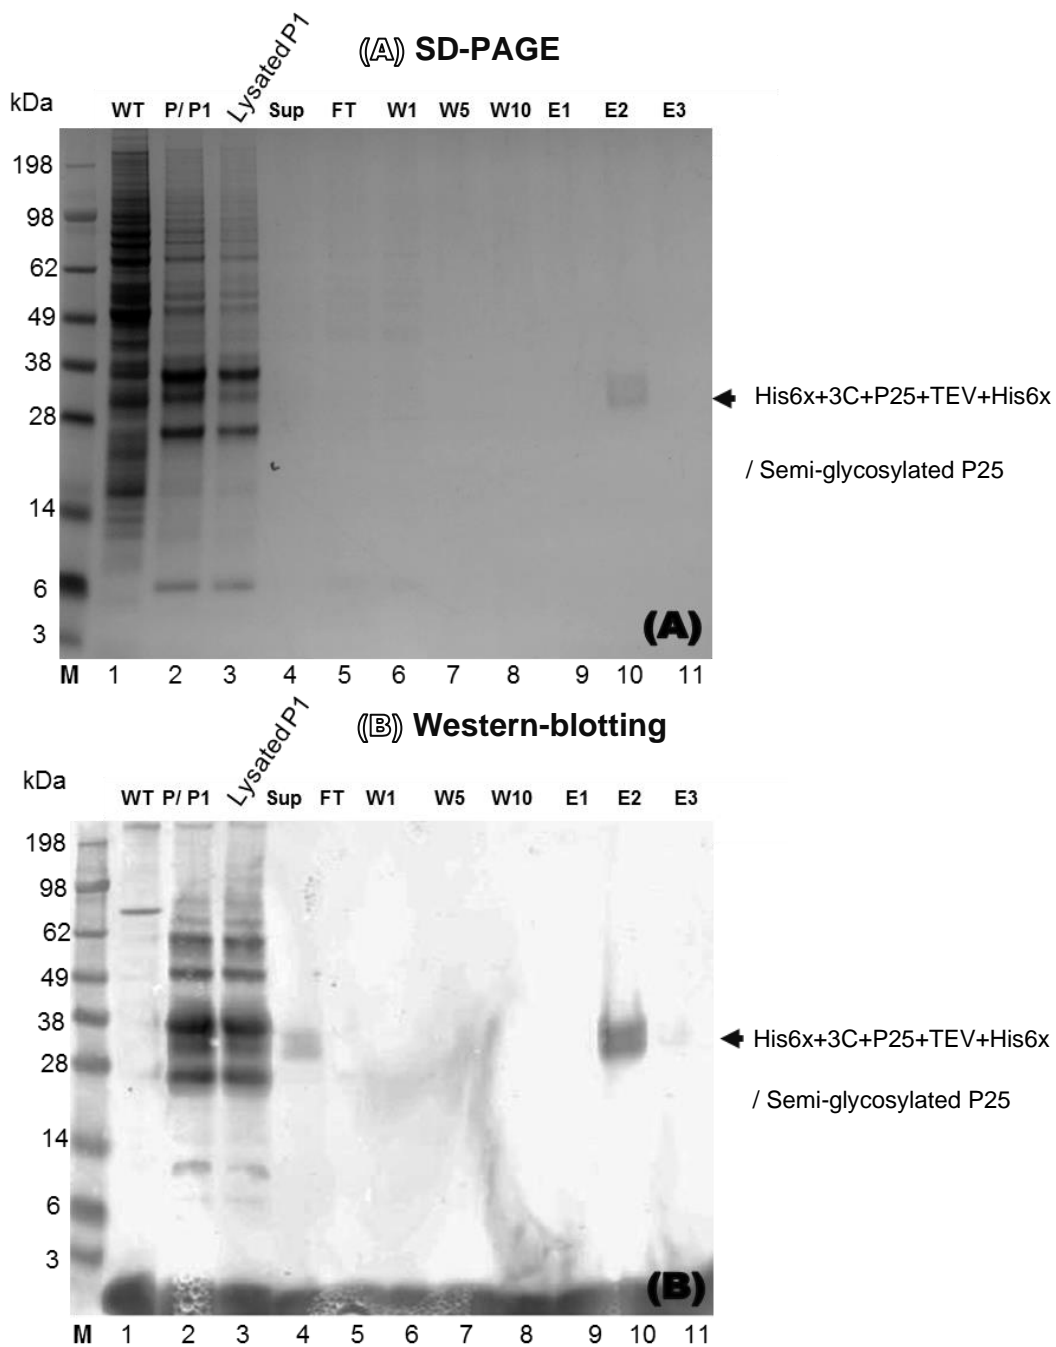 (A) SD-PAGE
kDa WT P/ P1 Lysated P1 Sup FT W1 W5 W10 E1 E2 E3
198
98
62
49
38
His6x+3C+P25+TEV+His6x
28
/ Semi-glycosylated P25
14
6
(A)
3
M 1 2 3 4 5 6 7 8 9 10 11
(B) Western-blotting
kDa WT P/ P1 Lysated P1 Sup FT W1 W5 W10 E1 E2 E3
198
98
62
49
38
His6x+3C+P25+TEV+His6x
28
/ Semi-glycosylated P25
14
6
3
(B)
M 1 2 3 4 5 6 7 8 9 10 11